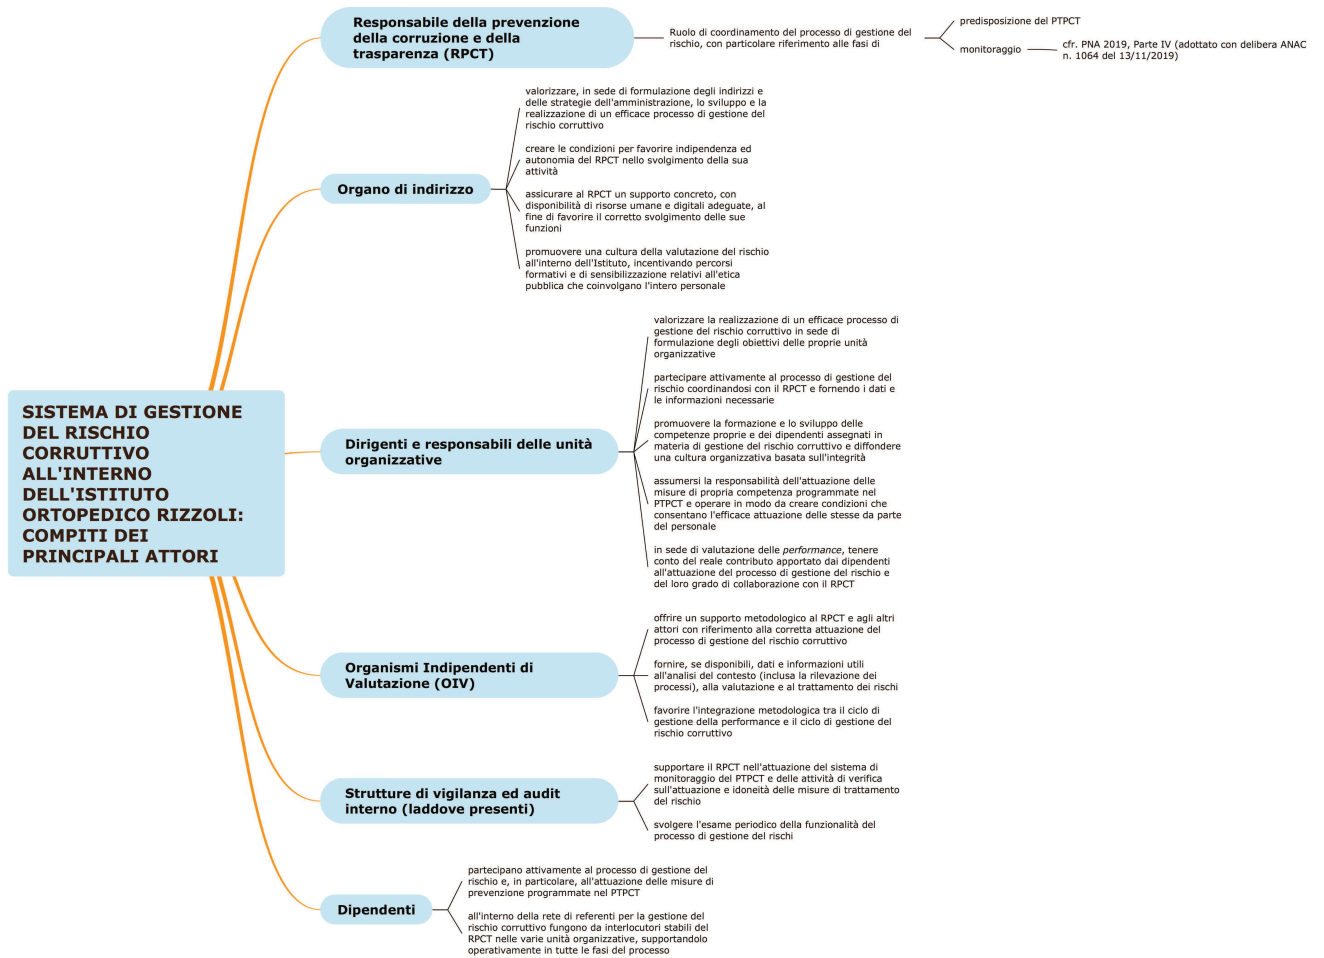 Responsabile della prevenzione
della corruzione e della
trasparenza (RPCT)
Ruolo di coordinamento del processo di gestione del
rischio, con particolare riferimento alle fasi di
predisposizione del PTPCT
monitoraggio
cfr. PNA 2019, Parte IV (adottato con delibera ANAC
n. 1064 del 13/11/2019)
Organo di indirizzo
valorizzare, in sede di formulazione degli indirizzi e
delle strategie dell'amministrazione, lo sviluppo e la
realizzazione di un efficace processo di gestione del
rischio corruttivo
creare le condizioni per favorire indipendenza ed
autonomia del RPCT nello svolgimento della sua
attività
assicurare al RPCT un supporto concreto, con
disponibilità di risorse umane e digitali adeguate, al
fine di favorire il corretto svolgimento delle sue
funzioni
promuovere una cultura della valutazione del rischio
all'interno dell'Istituto, incentivando percorsi
formativi e di sensibilizzazione relativi all'etica
pubblica che coinvolgano l'intero personale
SISTEMA DI GESTIONE
DEL RISCHIO
CORRUTTIVO
ALL'INTERNO
DELL'ISTITUTO
ORTOPEDICO RIZZOLI:
COMPITI DEI
PRINCIPALI ATTORI
Dirigenti e responsabili delle unità
organizzative
valorizzare la realizzazione di un efficace processo di
gestione del rischio corruttivo in sede di
formulazione degli obiettivi delle proprie unità
organizzative
partecipare attivamente al processo di gestione del
rischio coordinandosi con il RPCT e fornendo i dati e
le informazioni necessarie
promuovere la formazione e lo sviluppo delle
competenze proprie e dei dipendenti assegnati in
materia di gestione del rischio corruttivo e diffondere
una cultura organizzativa basata sull'integrità
assumersi la responsabilità dell'attuazione delle
misure di propria competenza programmate nel
PTPCT e operare in modo da creare condizioni che
consentano l'efficace attuazione delle stesse da parte
del personale
in sede di valutazione delle performance, tenere
conto del reale contributo apportato dai dipendenti
all'attuazione del processo di gestione del rischio e
del loro grado di collaborazione con il RPCT
Organismi Indipendenti di
Valutazione (OIV)
offrire un supporto metodologico al RPCT e agli altri
attori con riferimento alla corretta attuazione del
processo di gestione del rischio corruttivo
fornire, se disponibili, dati e informazioni utili
all'analisi del contesto (inclusa la rilevazione dei
processi), alla valutazione e al trattamento dei rischi
favorire l'integrazione metodologica tra il ciclo di
gestione della performance e il ciclo di gestione del
rischio corruttivo
Strutture di vigilanza ed audit
interno (laddove presenti)
supportare il RPCT nell'attuazione del sistema di
monitoraggio del PTPCT e delle attività di verifica
sull'attuazione e idoneità delle misure di trattamento
del rischio
svolgere l'esame periodico della funzionalità del
processo di gestione del rischi
Dipendenti
partecipano attivamente al processo di gestione del
rischio e, in particolare, all'attuazione delle misure di
prevenzione programmate nel PTPCT
all'interno della rete di referenti per la gestione del
rischio corruttivo fungono da interlocutori stabili del
RPCT nelle varie unità organizzative, supportandolo
operativamente in tutte le fasi del processo